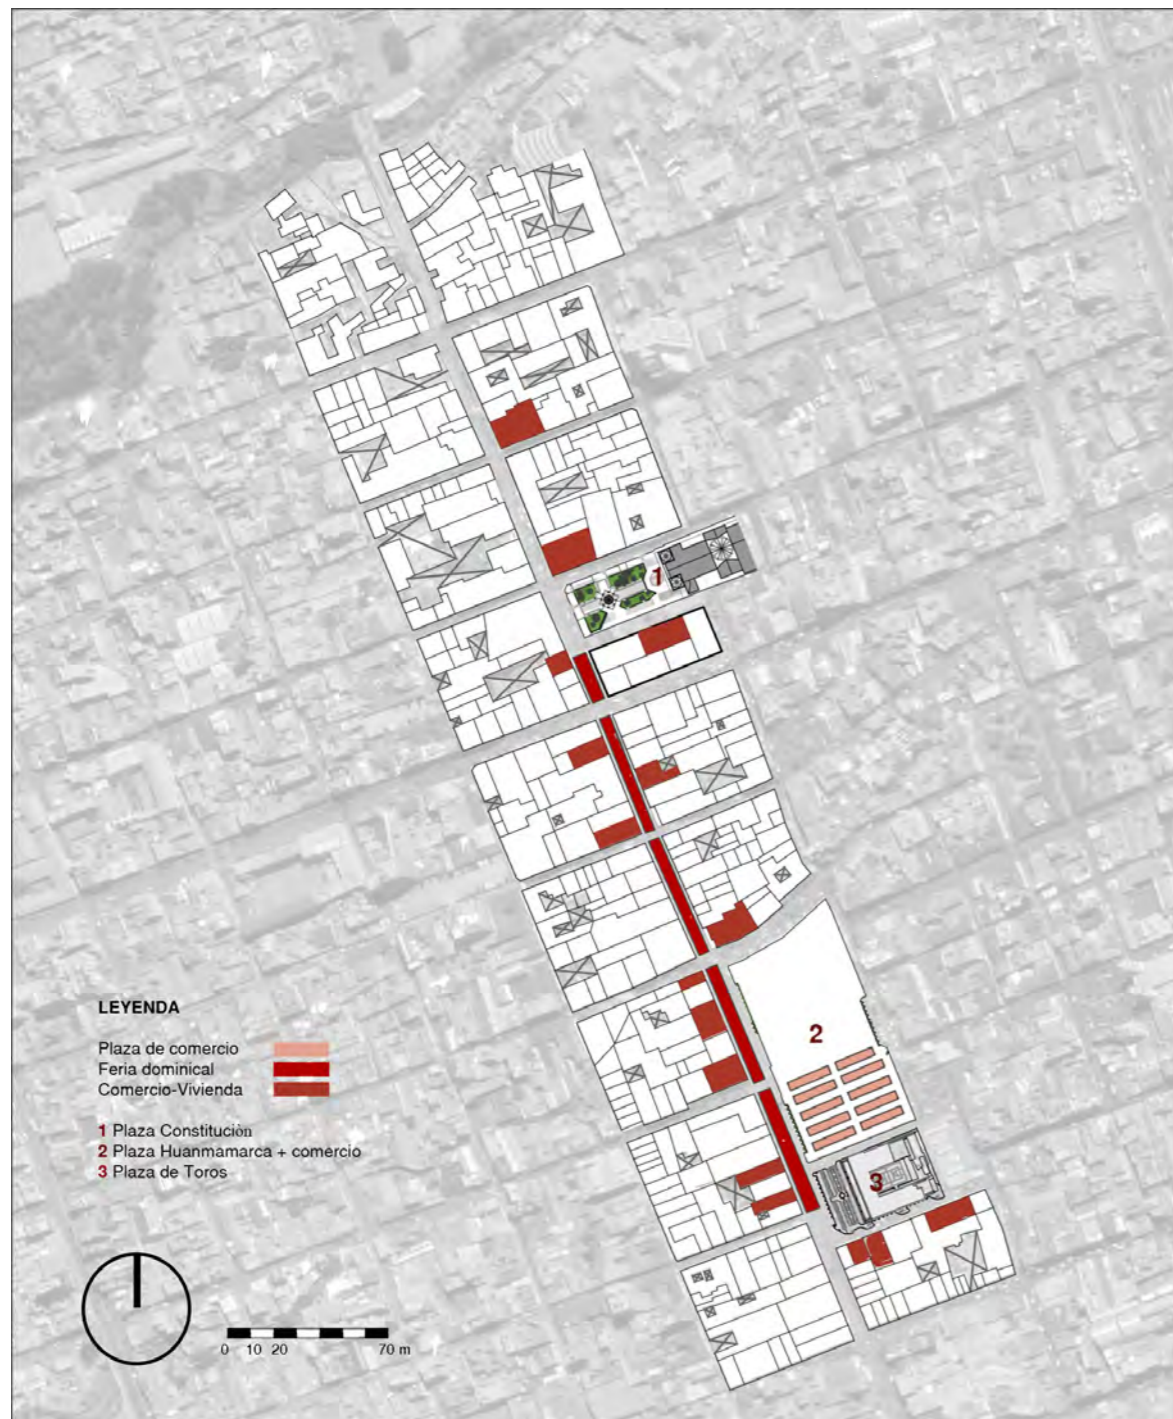 1
2
3
LEYENDA
Plaza de comercio
Feria dominical
Comercio-Vivienda
1 Plaza Constituciòn
2 Plaza Huanmamarca + comercio
3 Plaza de Toros
0 10 20 70 m